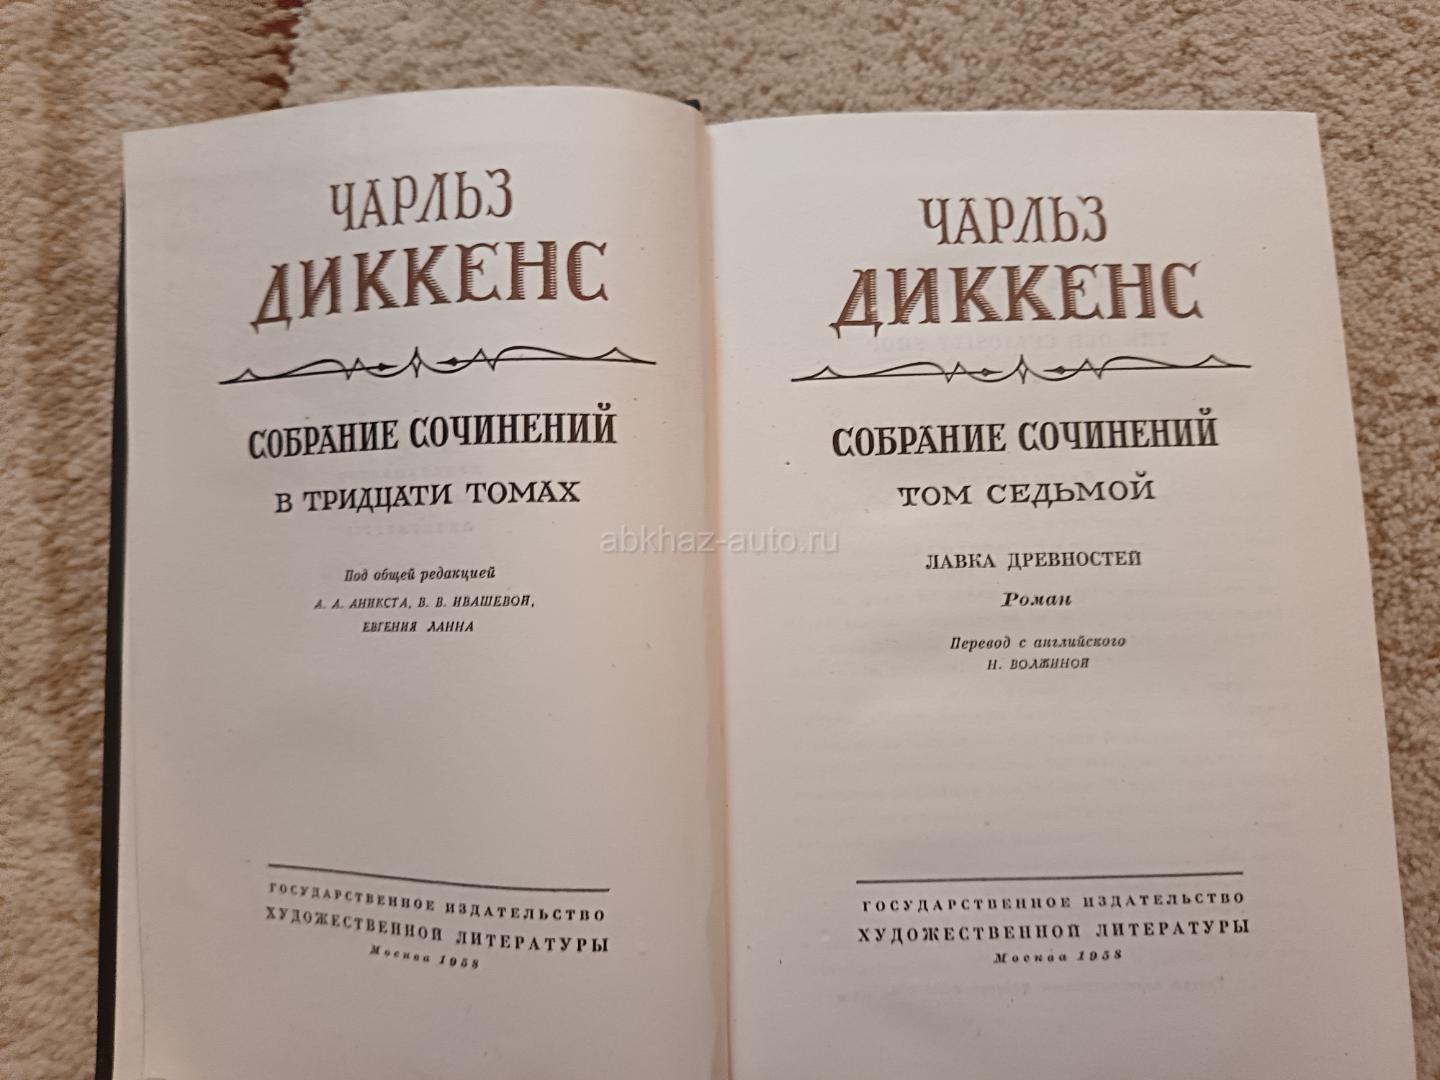 ЧАРЛЬЗ
ДИККЕНС
СОБРАНИЕ СОЧИНЕНИЙ
В ТРИДЦАТИ ТОМАХ
Под общей редакцией
А. А. АНИКСТА, В. В. ИВАШЕВОЙ,
ЕВГЕНИЯ ЛАННА
ГОСУДАРСТВЕННОЕ ИЗДАТЕЛЬСТВО
ХУДОЖЕСТВЕННОЙ ЛИТЕРАТУРЫ
Москва 1958
ЧАРЛЬЗ
ДИККЕНС
СОБРАНИЕ СОЧИНЕНИЙ
ТОМ СЕДЬМОЙ
ЛАВКА ДРЕВНОСТЕЙ
Роман
Перевод с английского
Н. ВОЛЖИНОЙ
ГОСУДАРСТВЕННОЕ ИЗДАТЕЛЬСТВО
ХУДОЖЕСТВЕННОЙ ЛИТЕРАТУРЫ
Москва 1958
abkhaz-auto.ru